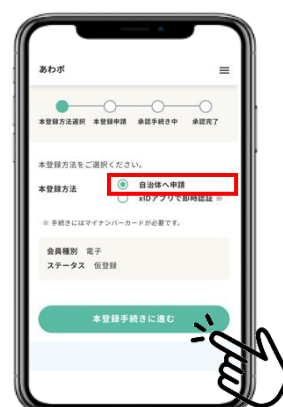 あわボ
本登録方法選択 本登録申請 承認手続き中 承認完了
本登録方法をご選択ください。
本登録方法 自治体へ申請
xIDアプリで即時認証 ※
※ 手続きにはマイナンバーカードが必要です。
会員種別 電子
ステータス 仮登録
本登録手続きに進む